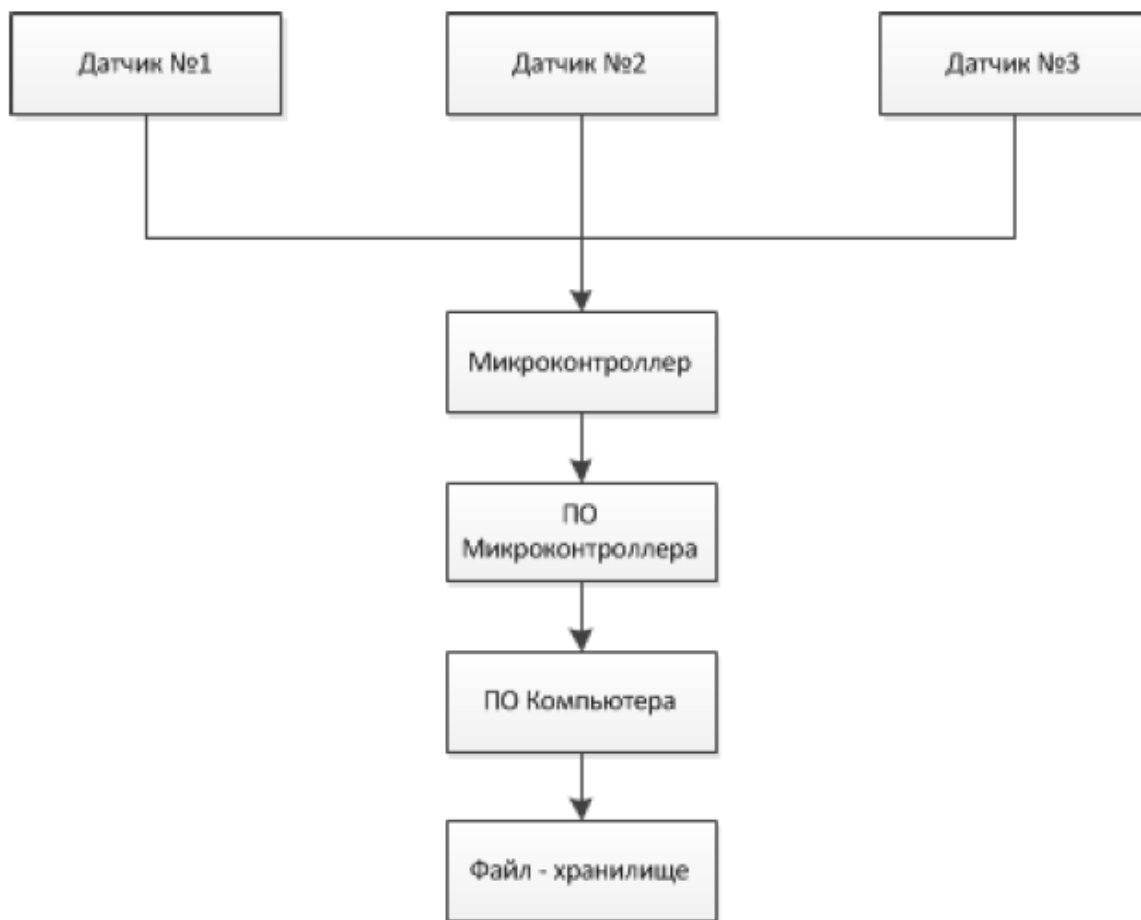 Датчик №1
Датчик №2
Датчик №3
Микроконтроллер
ПО
Микроконтроллера
ПО Компьютера
Файл - хранилище